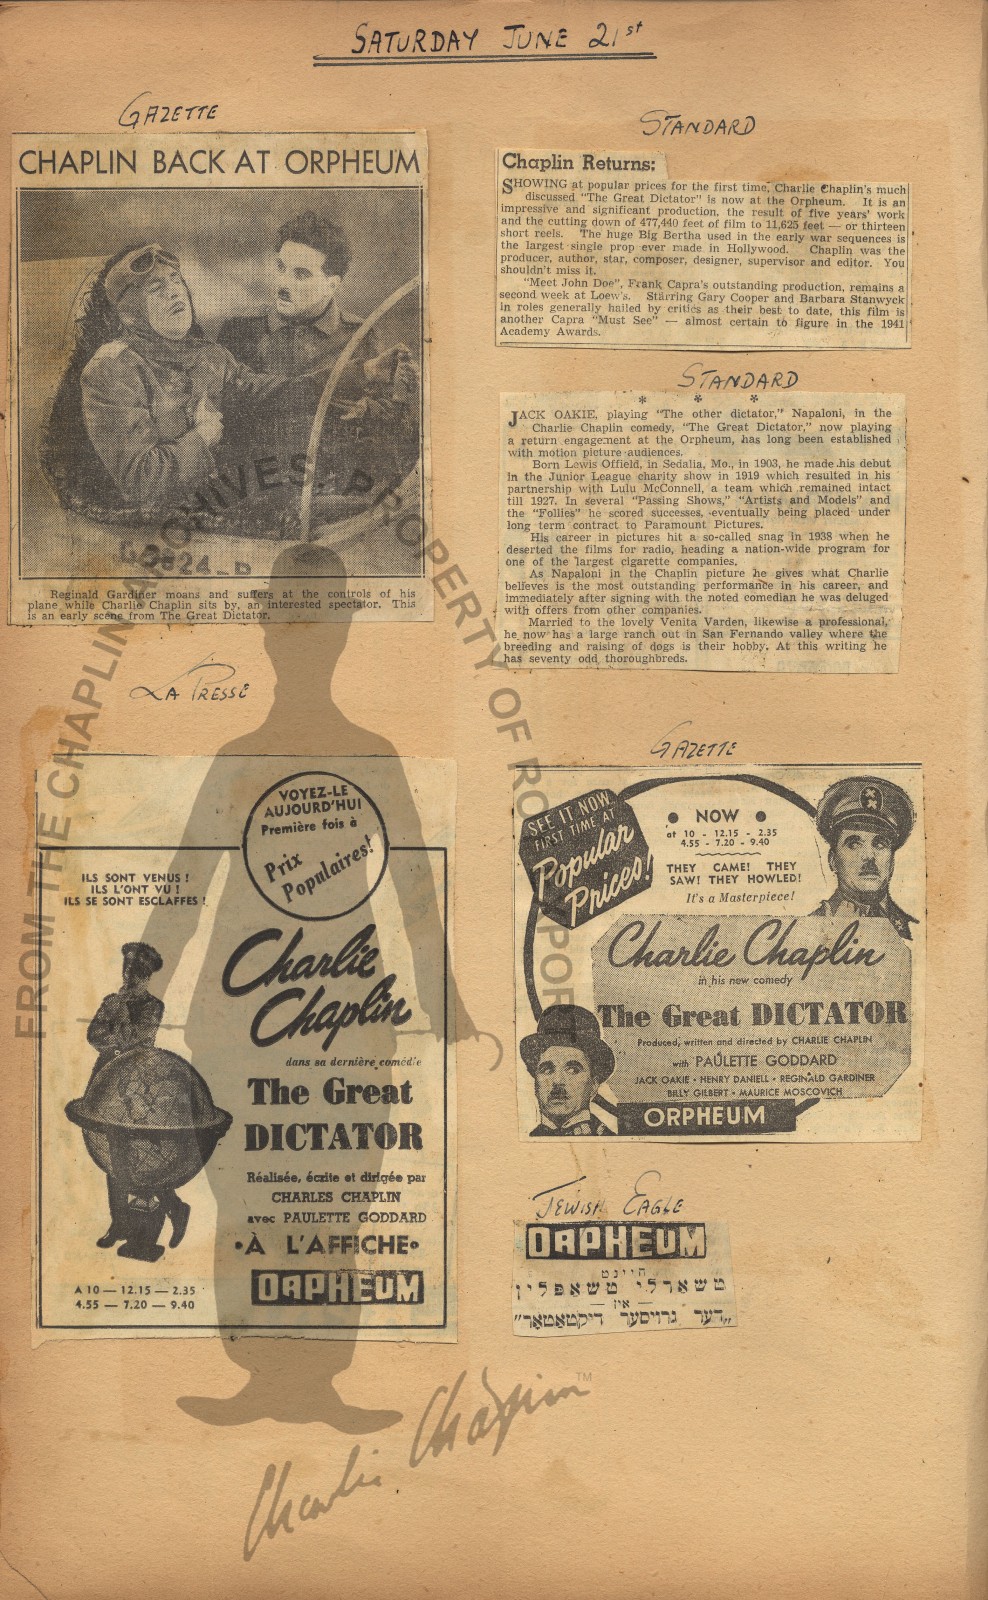 SATURDAY JUNE 21st
GAZETTE
CHAPLIN BACK AT ORPHEUM
Reginald Gardiner moans and suffers at the controls of his
plane while Charlie Chaplin sits by, an interested spectator. This
is an early scene from The Great Dictator.
STANDARD
Chaplin Returns:
SHOWING at popular prices for the first time, Charlie Chaplin's much
discussed "The Great Dictator" is now at the Orpheum. It is an
impressive and significant production, the result of five years' work
and the cutting down of 477,440 feet of film to 11,625 feet — or thirteen
short reels. The huge Big Bertha used in the early war sequences is
the largest single prop ever made in Hollywood. Chaplin was the
producer, author, star, composer, designer, supervisor and editor. You
shouldn't miss it.
"Meet John Doe", Frank Capra's outstanding production, remains a
second week at Loew's. Starring Gary Cooper and Barbara Stanwyck
in roles generally hailed by critics as their best to date, this film is
another Capra "Must See" — almost certain to figure in the 1941
Academy Awards.
STANDARD
* * *
JACK OAKIE, playing "The other dictator," Napaloni, in the
Charlie Chaplin comedy, "The Great Dictator," now playing
a return engagement at the Orpheum, has long been established
with motion picture audiences.
Born Lewis Offield, in Sedalia, Mo., in 1903, he made his debut
in the Junior League charity show in 1919 which resulted in his
partnership with Lulu McConnell, a team which remained intact
till 1927. In several "Passing Shows," "Artists and Models" and
the "Follies" he scored successes, eventually being placed under
long term contract to Paramount Pictures.
His career in pictures hit a so-called snag in 1938 when he
deserted the films for radio, heading a nation-wide program for
one of the largest cigarette companies.
As Napaloni in the Chaplin picture he gives what Charlie
believes is the most outstanding performance in his career, and
immediately after signing with the noted comedian he was deluged
with offers from other companies.
Married to the lovely Venita Varden, likewise a professional,
he now has a large ranch out in San Fernando valley where the
breeding and raising of dogs is their hobby. At this writing he
has seventy odd thoroughbreds.
LA PRESSE
VOYEZ-LE
AUJOURD'HUI
Première fois à
Prix
Populaires!
ILS SONT VENUS !
ILS L'ONT VU !
ILS SE SONT ESCLAFFES !
Charlie
Chaplin
dans sa dernière comédie
The Great
DICTATOR
Réalisée, écrite et dirigée par
CHARLES CHAPLIN
avec PAULETTE GODDARD
• À L'AFFICHE •
ORPHEUM
A 10 — 12.15 — 2.35
4.55 — 7.20 — 9.40
GAZETTE
SEE IT NOW
FIRST TIME AT
Popular
Prices!
• NOW •
at 10 - 12.15 - 2.35
4.55 - 7.20 - 9.40
THEY CAME! THEY
SAW! THEY HOWLED!
It's a Masterpiece!
Charlie Chaplin
in his new comedy
The Great DICTATOR
Produced, written and directed by CHARLIE CHAPLIN
with PAULETTE GODDARD
JACK OAKIE • HENRY DANIELL • REGINALD GARDINER
BILLY GILBERT • MAURICE MOSCOVICH
ORPHEUM
JEWISH EAGLE
ORPHEUM
היינט
טשארלי טשאפלין
— אין —
„דער גרויסער דיקטאטאר"
FROM THE CHAPLIN ARCHIVES. PROPERTY OF ROY EXPORT
Charlie Chaplin™